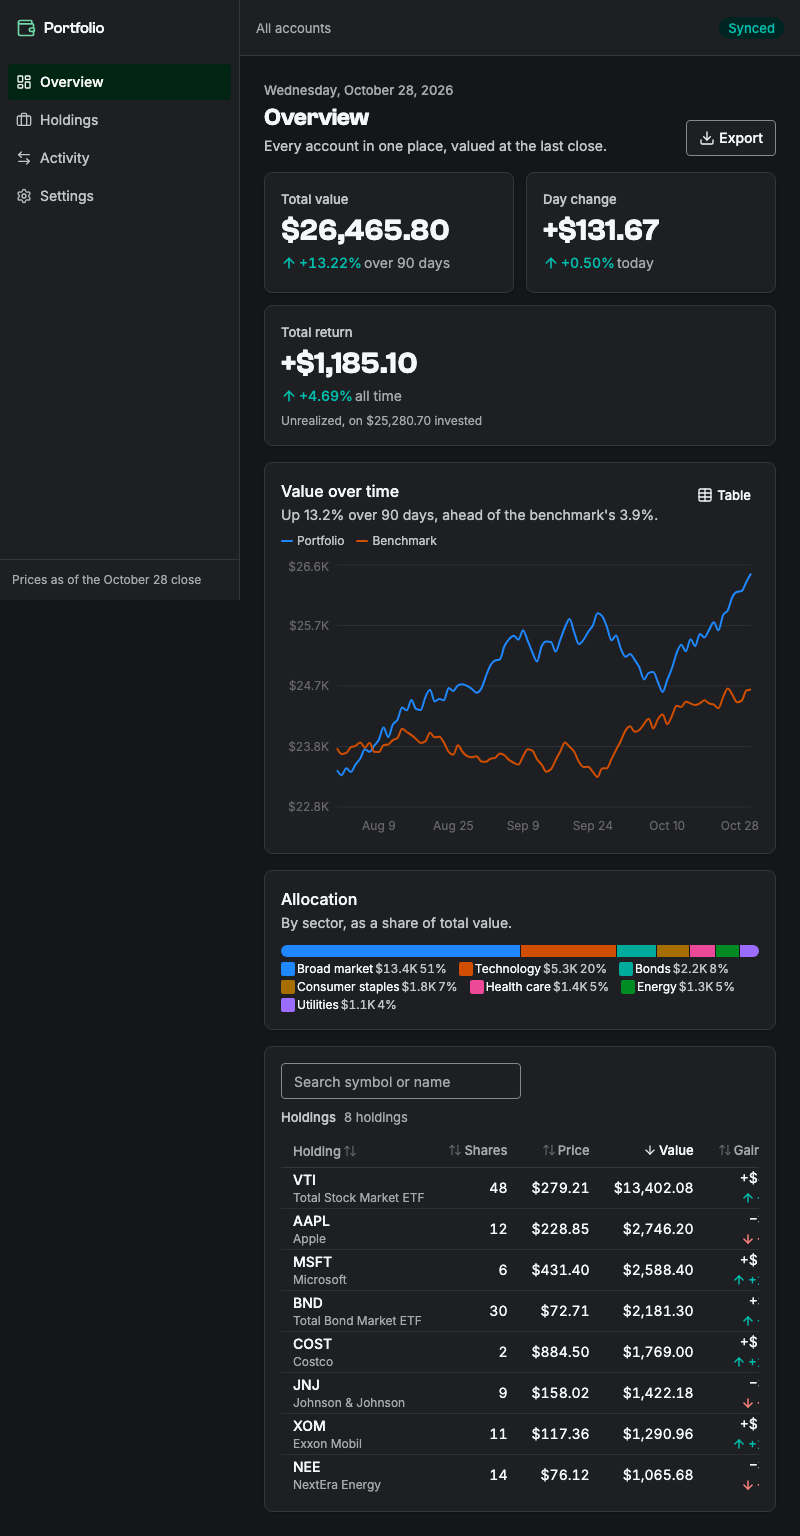 Portfolio
All accounts
Synced
Overview
Holdings
Activity
Settings
Prices as of the October 28 close
Wednesday, October 28, 2026
Overview
Every account in one place, valued at the last close.
Export
Total value
$26,465.80
+13.22% over 90 days
Day change
+$131.67
+0.50% today
Total return
+$1,185.10
+4.69% all time
Unrealized, on $25,280.70 invested
Value over time
Table
Up 13.2% over 90 days, ahead of the benchmark's 3.9%.
Portfolio Benchmark
$26.6K
$25.7K
$24.7K
$23.8K
$22.8K
Aug 9 Aug 25 Sep 9 Sep 24 Oct 10 Oct 28
Allocation
By sector, as a share of total value.
Broad market $13.4K 51% Technology $5.3K 20% Bonds $2.2K 8%
Consumer staples $1.8K 7% Health care $1.4K 5% Energy $1.3K 5%
Utilities $1.1K 4%
Search symbol or name
Holdings 8 holdings
Holding Shares Price Value
VTI 48 $279.21 $13,402.08 +$
Total Stock Market ETF
AAPL 12 $228.85 $2,746.20 −
Apple
MSFT 6 $431.40 $2,588.40 +$
Microsoft
BND 30 $72.71 $2,181.30 +
Total Bond Market ETF
COST 2 $884.50 $1,769.00 +$
Costco
JNJ 9 $158.02 $1,422.18 −
Johnson & Johnson
XOM 11 $117.36 $1,290.96 +$
Exxon Mobil
NEE 14 $76.12 $1,065.68 −
NextEra Energy